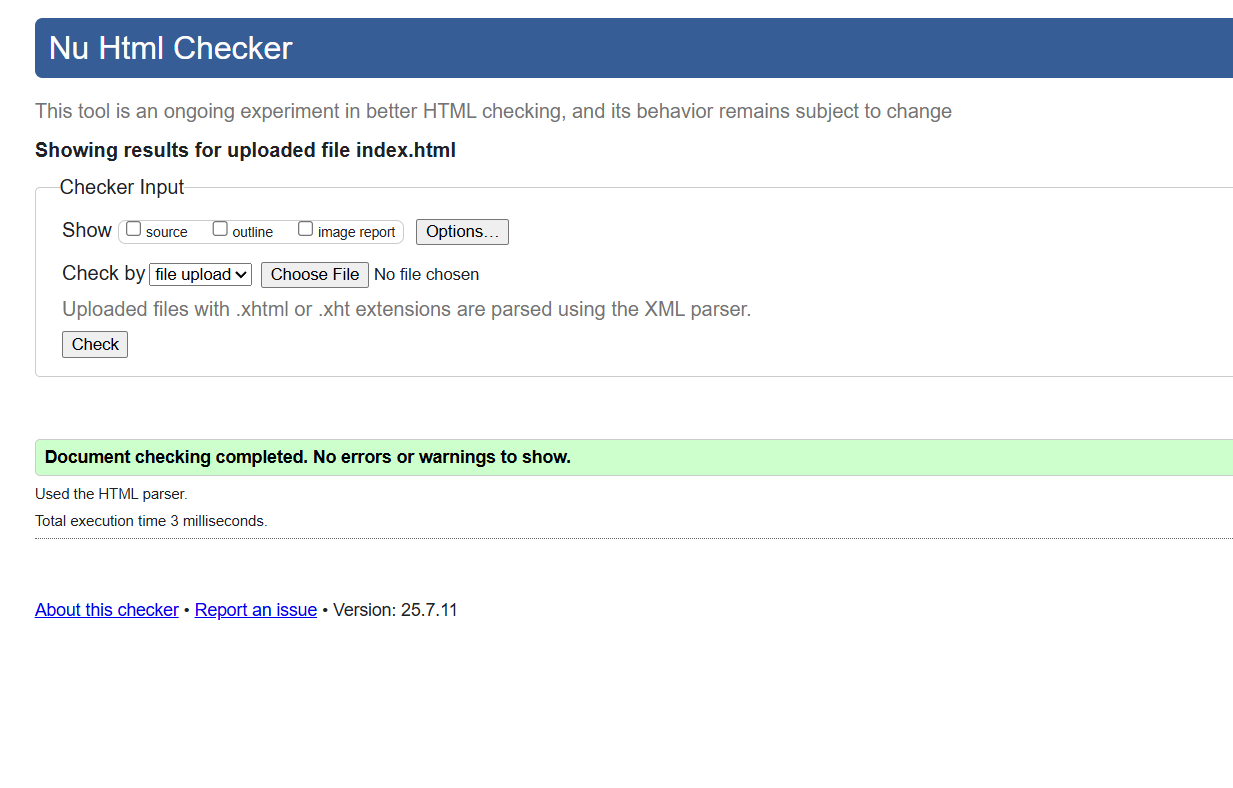 Nu Html Checker
This tool is an ongoing experiment in better HTML checking, and its behavior remains subject to change
Showing results for uploaded file index.html
Checker Input
Show source outline image report Options...
Check by file upload Choose File No file chosen
Uploaded files with .xhtml or .xht extensions are parsed using the XML parser.
Check
Document checking completed. No errors or warnings to show.
Used the HTML parser.
Total execution time 3 milliseconds.
About this checker • Report an issue • Version: 25.7.11